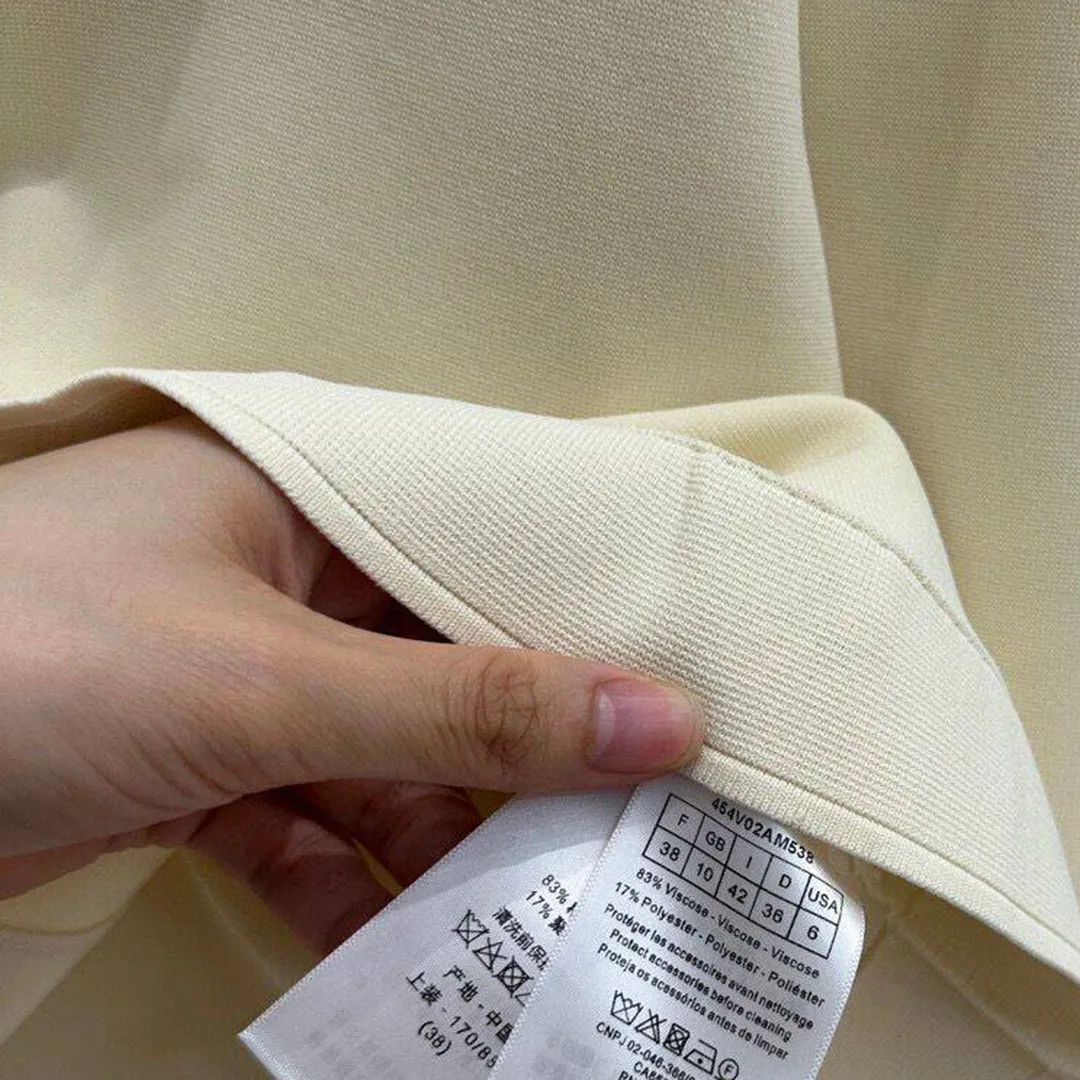 454V02AM538
F GB I D USA
38 10 42 36 6
83% Viscose - Viscose - Viscose
17% Polyester - Polyester - Poliéster
Protéger les accessoires avant nettoyage
Protect accessories before cleaning
Proteja os acessórios antes de limpar
CNPJ 02-046-366/
83%
17% 聚
清洗前保
产地 - 中国
上装 - 170/88
(38)